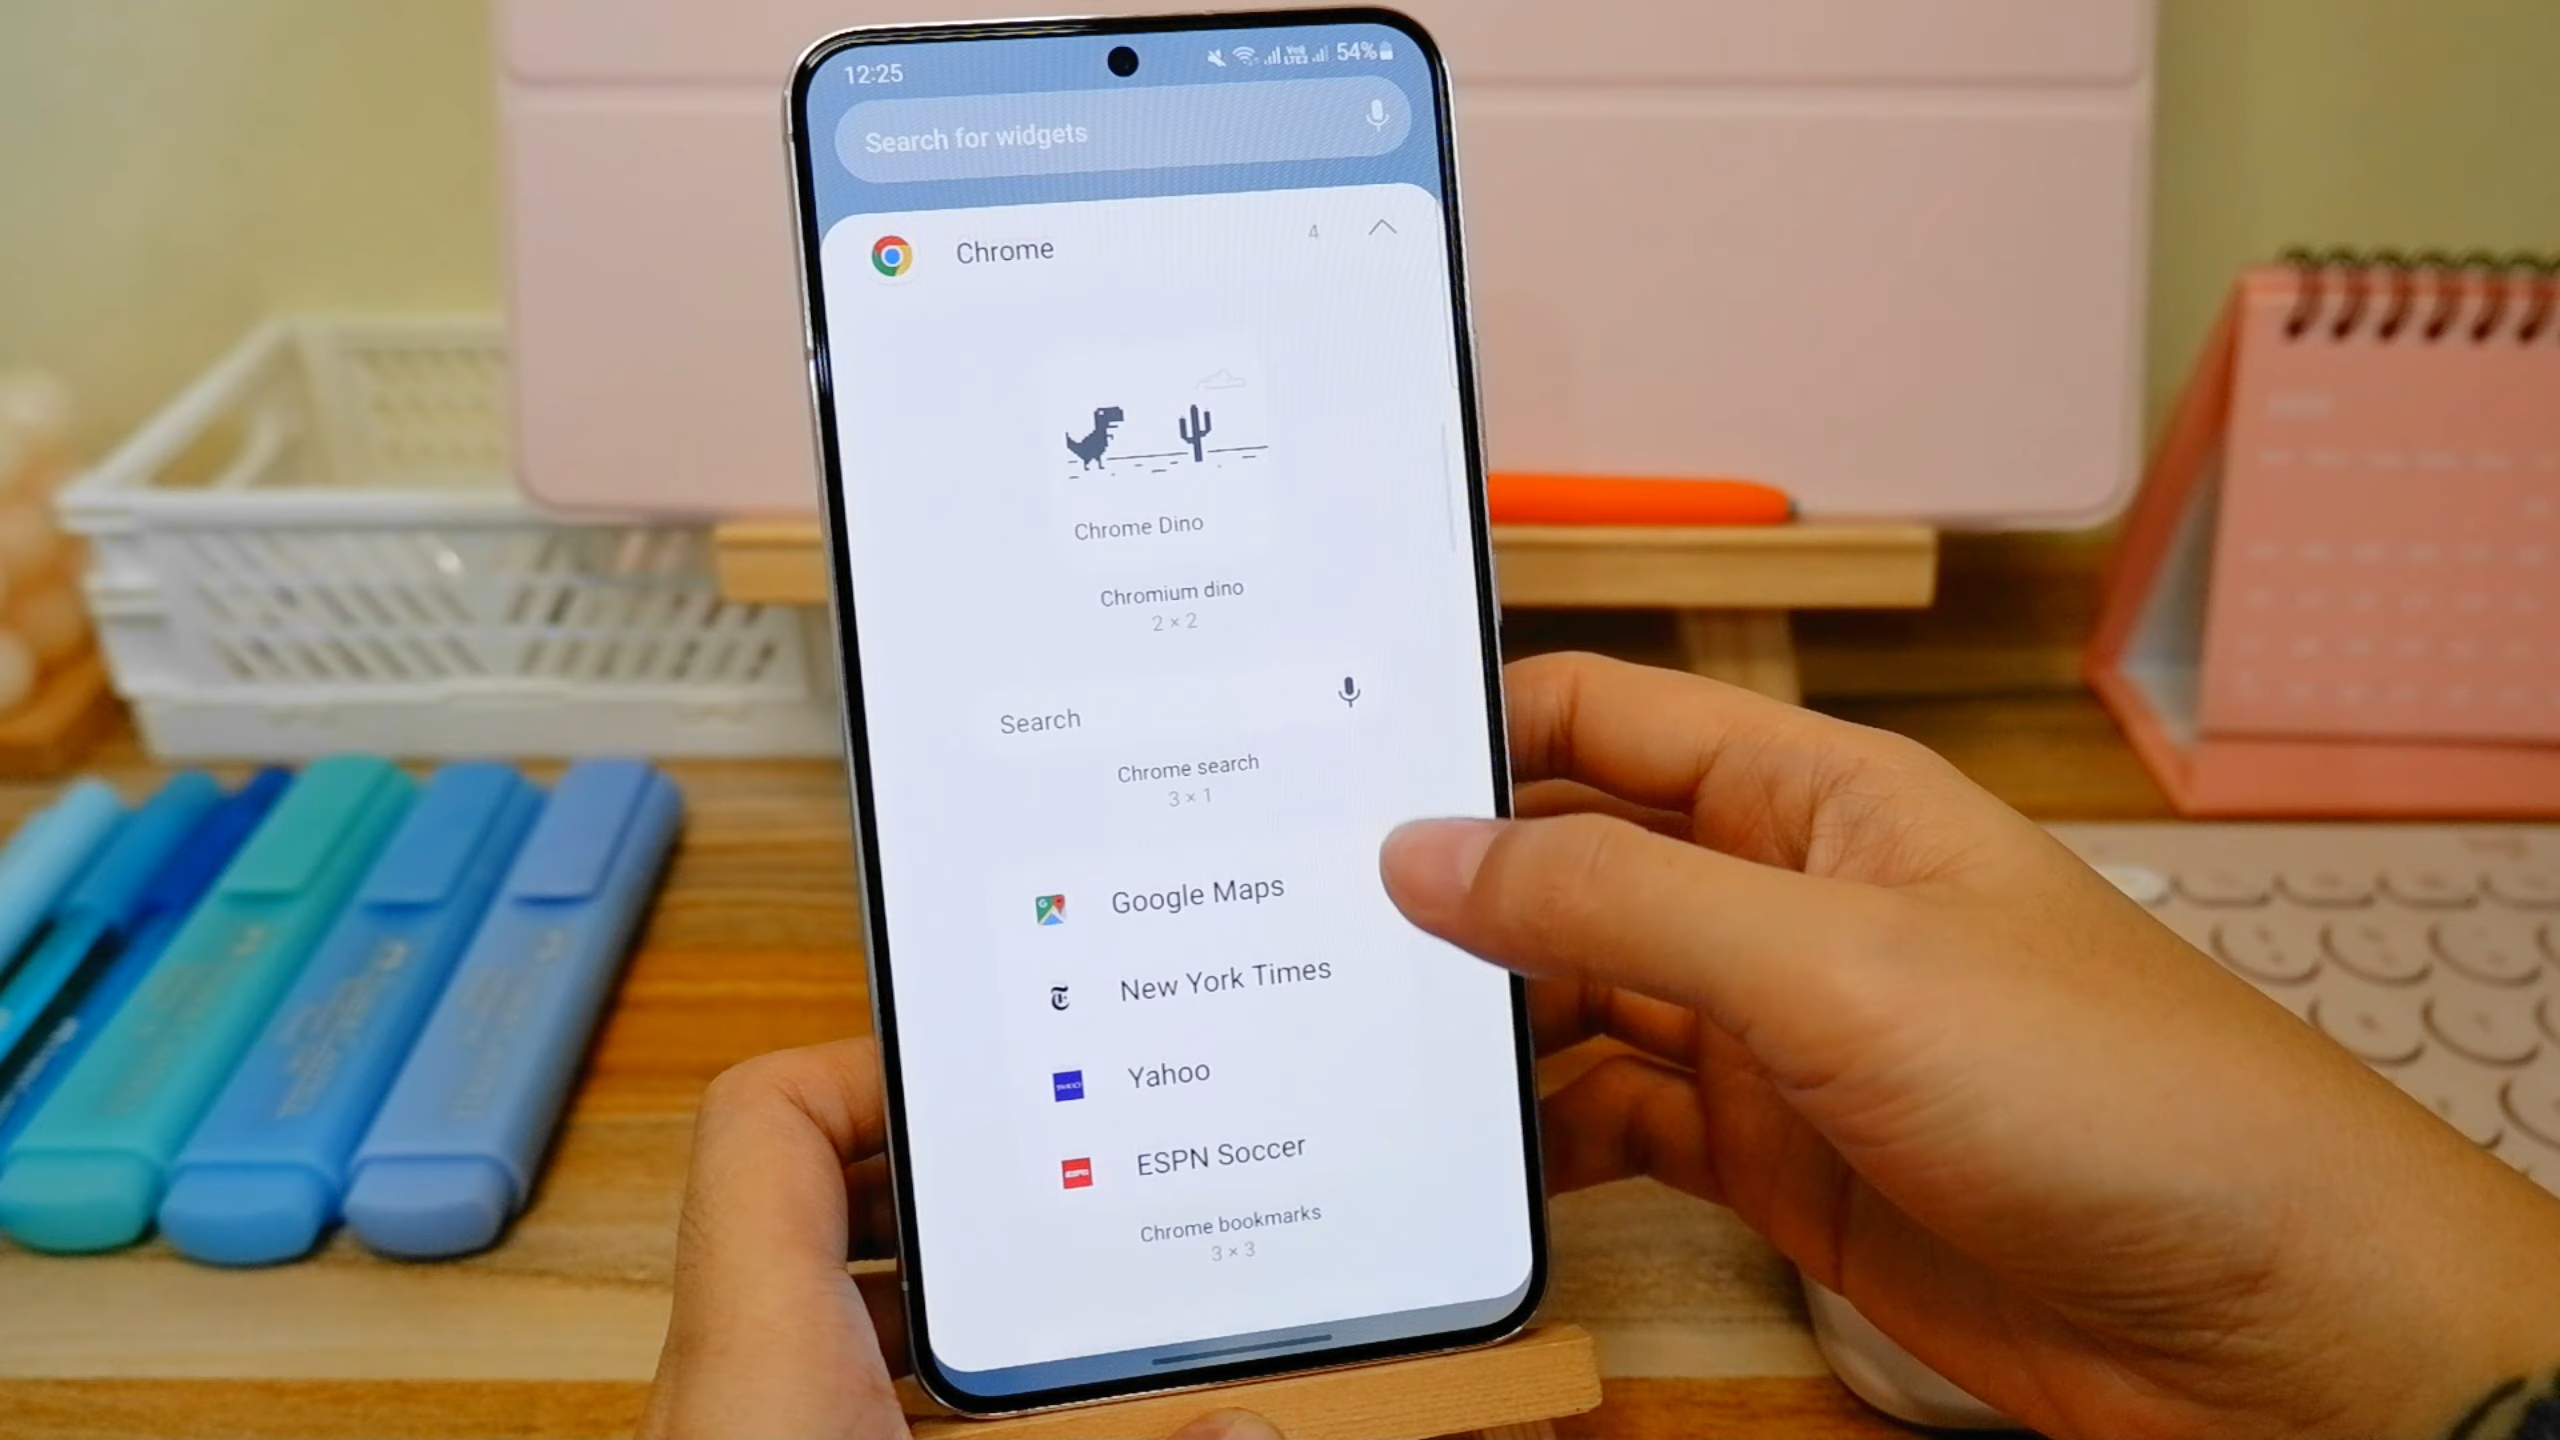 12:25
54%
Search for widgets
Chrome
4
Chrome Dino
Chromium dino
2 × 2
Search
Chrome search
3 × 1
Google Maps
New York Times
Yahoo
ESPN Soccer
Chrome bookmarks
3 × 3